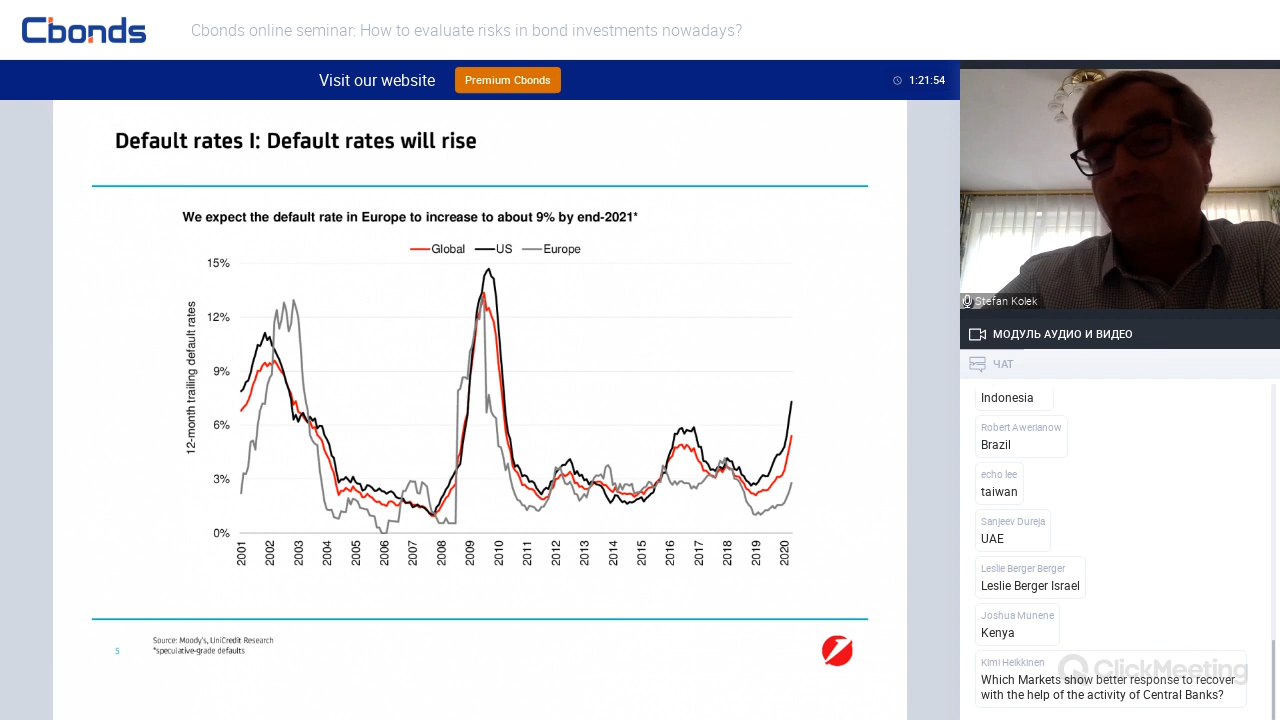 Cbonds
Cbonds online seminar: How to evaluate risks in bond investments nowadays?
Visit our website
Premium Cbonds
1:21:54
Default rates I: Default rates will rise
We expect the default rate in Europe to increase to about 9% by end-2021*
Global
US
Europe
15%
12%
9%
6%
3%
0%
12-month trailing default rates
2001
2002
2003
2004
2005
2006
2007
2008
2009
2010
2011
2012
2013
2014
2015
2016
2017
2018
2019
2020
Source: Moody's, UniCredit Research
*speculative-grade defaults
5
Stefan Kolek
МОДУЛЬ АУДИО И ВИДЕО
ЧАТ
Indonesia
Robert Awerianow
Brazil
echo lee
taiwan
Sanjeev Dureja
UAE
Leslie Berger Berger
Leslie Berger Israel
Joshua Munene
Kenya
Kimi Heikkinen
Which Markets show better response to recover
with the help of the activity of Central Banks?
ClickMeeting